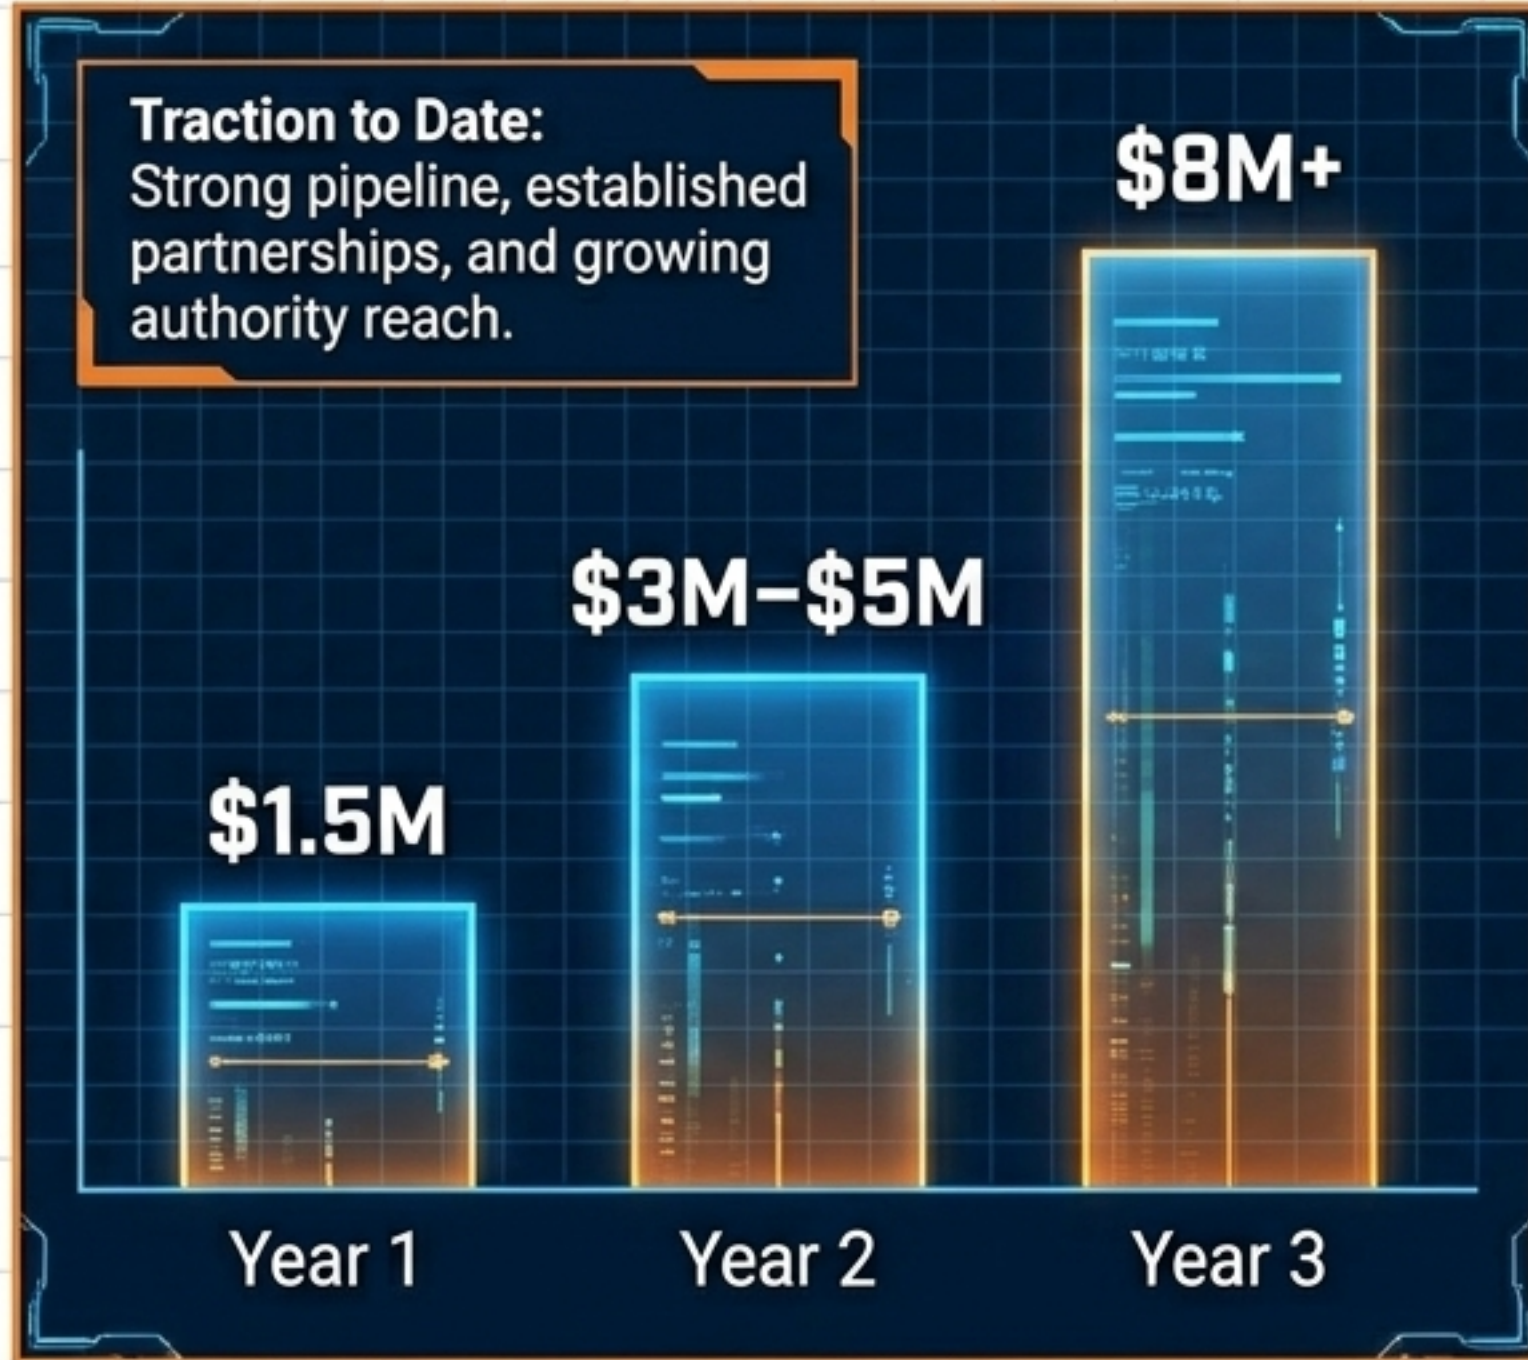 Traction to Date:
Strong pipeline, established
partnerships, and growing
authority reach.
$8M+
$3M–$5M
$1.5M
Year 1
Year 2
Year 3